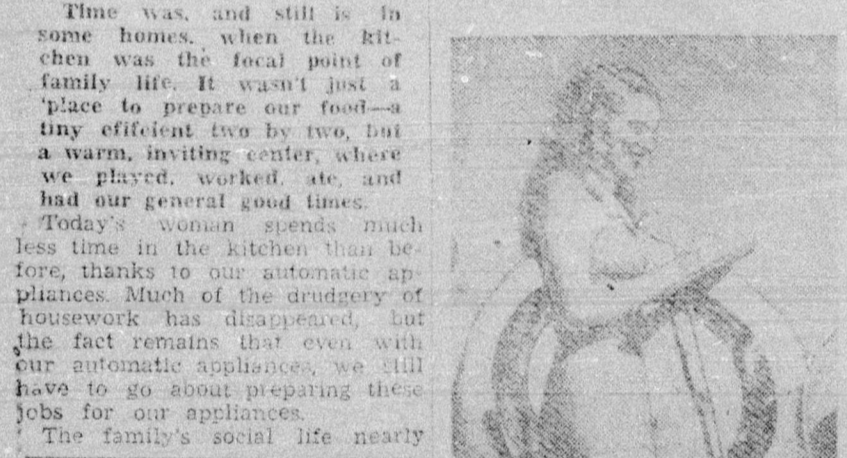 Time was, and still is in
some homes, when the kit-
chen was the focal point of
family life. It wasn't just a
'place to prepare our food—a
tiny efifcient two by two, but
a warm, inviting center, where
we played, worked, ate, and
had our general good times.
Today's woman spends much
less time in the kitchen than be-
fore, thanks to our automatic ap-
pliances. Much of the drudgery of
housework has disappeared, but
the fact remains that even with
our automatic appliances, we still
have to go about preparing these
jobs for our appliances.
The family's social life nearly